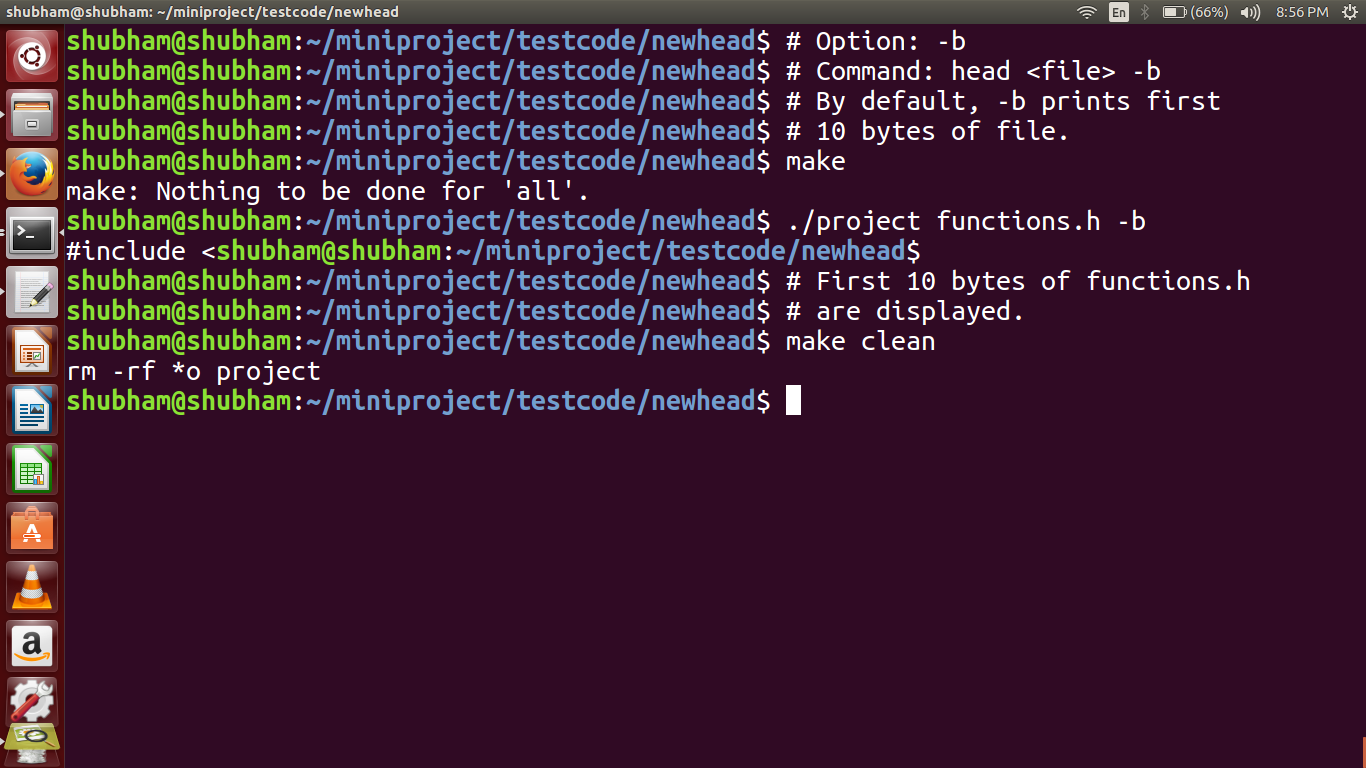 shubham@shubham: ~/miniproject/testcode/newhead En (66%) 8:56 PM
shubham@shubham:~/miniproject/testcode/newhead$ # Option: -b
shubham@shubham:~/miniproject/testcode/newhead$ # Command: head <file> -b
shubham@shubham:~/miniproject/testcode/newhead$ # By default, -b prints first
shubham@shubham:~/miniproject/testcode/newhead$ # 10 bytes of file.
shubham@shubham:~/miniproject/testcode/newhead$ make
make: Nothing to be done for 'all'.
shubham@shubham:~/miniproject/testcode/newhead$ ./project functions.h -b
#include <shubham@shubham:~/miniproject/testcode/newhead$
shubham@shubham:~/miniproject/testcode/newhead$ # First 10 bytes of functions.h
shubham@shubham:~/miniproject/testcode/newhead$ # are displayed.
shubham@shubham:~/miniproject/testcode/newhead$ make clean
rm -rf *o project
shubham@shubham:~/miniproject/testcode/newhead$